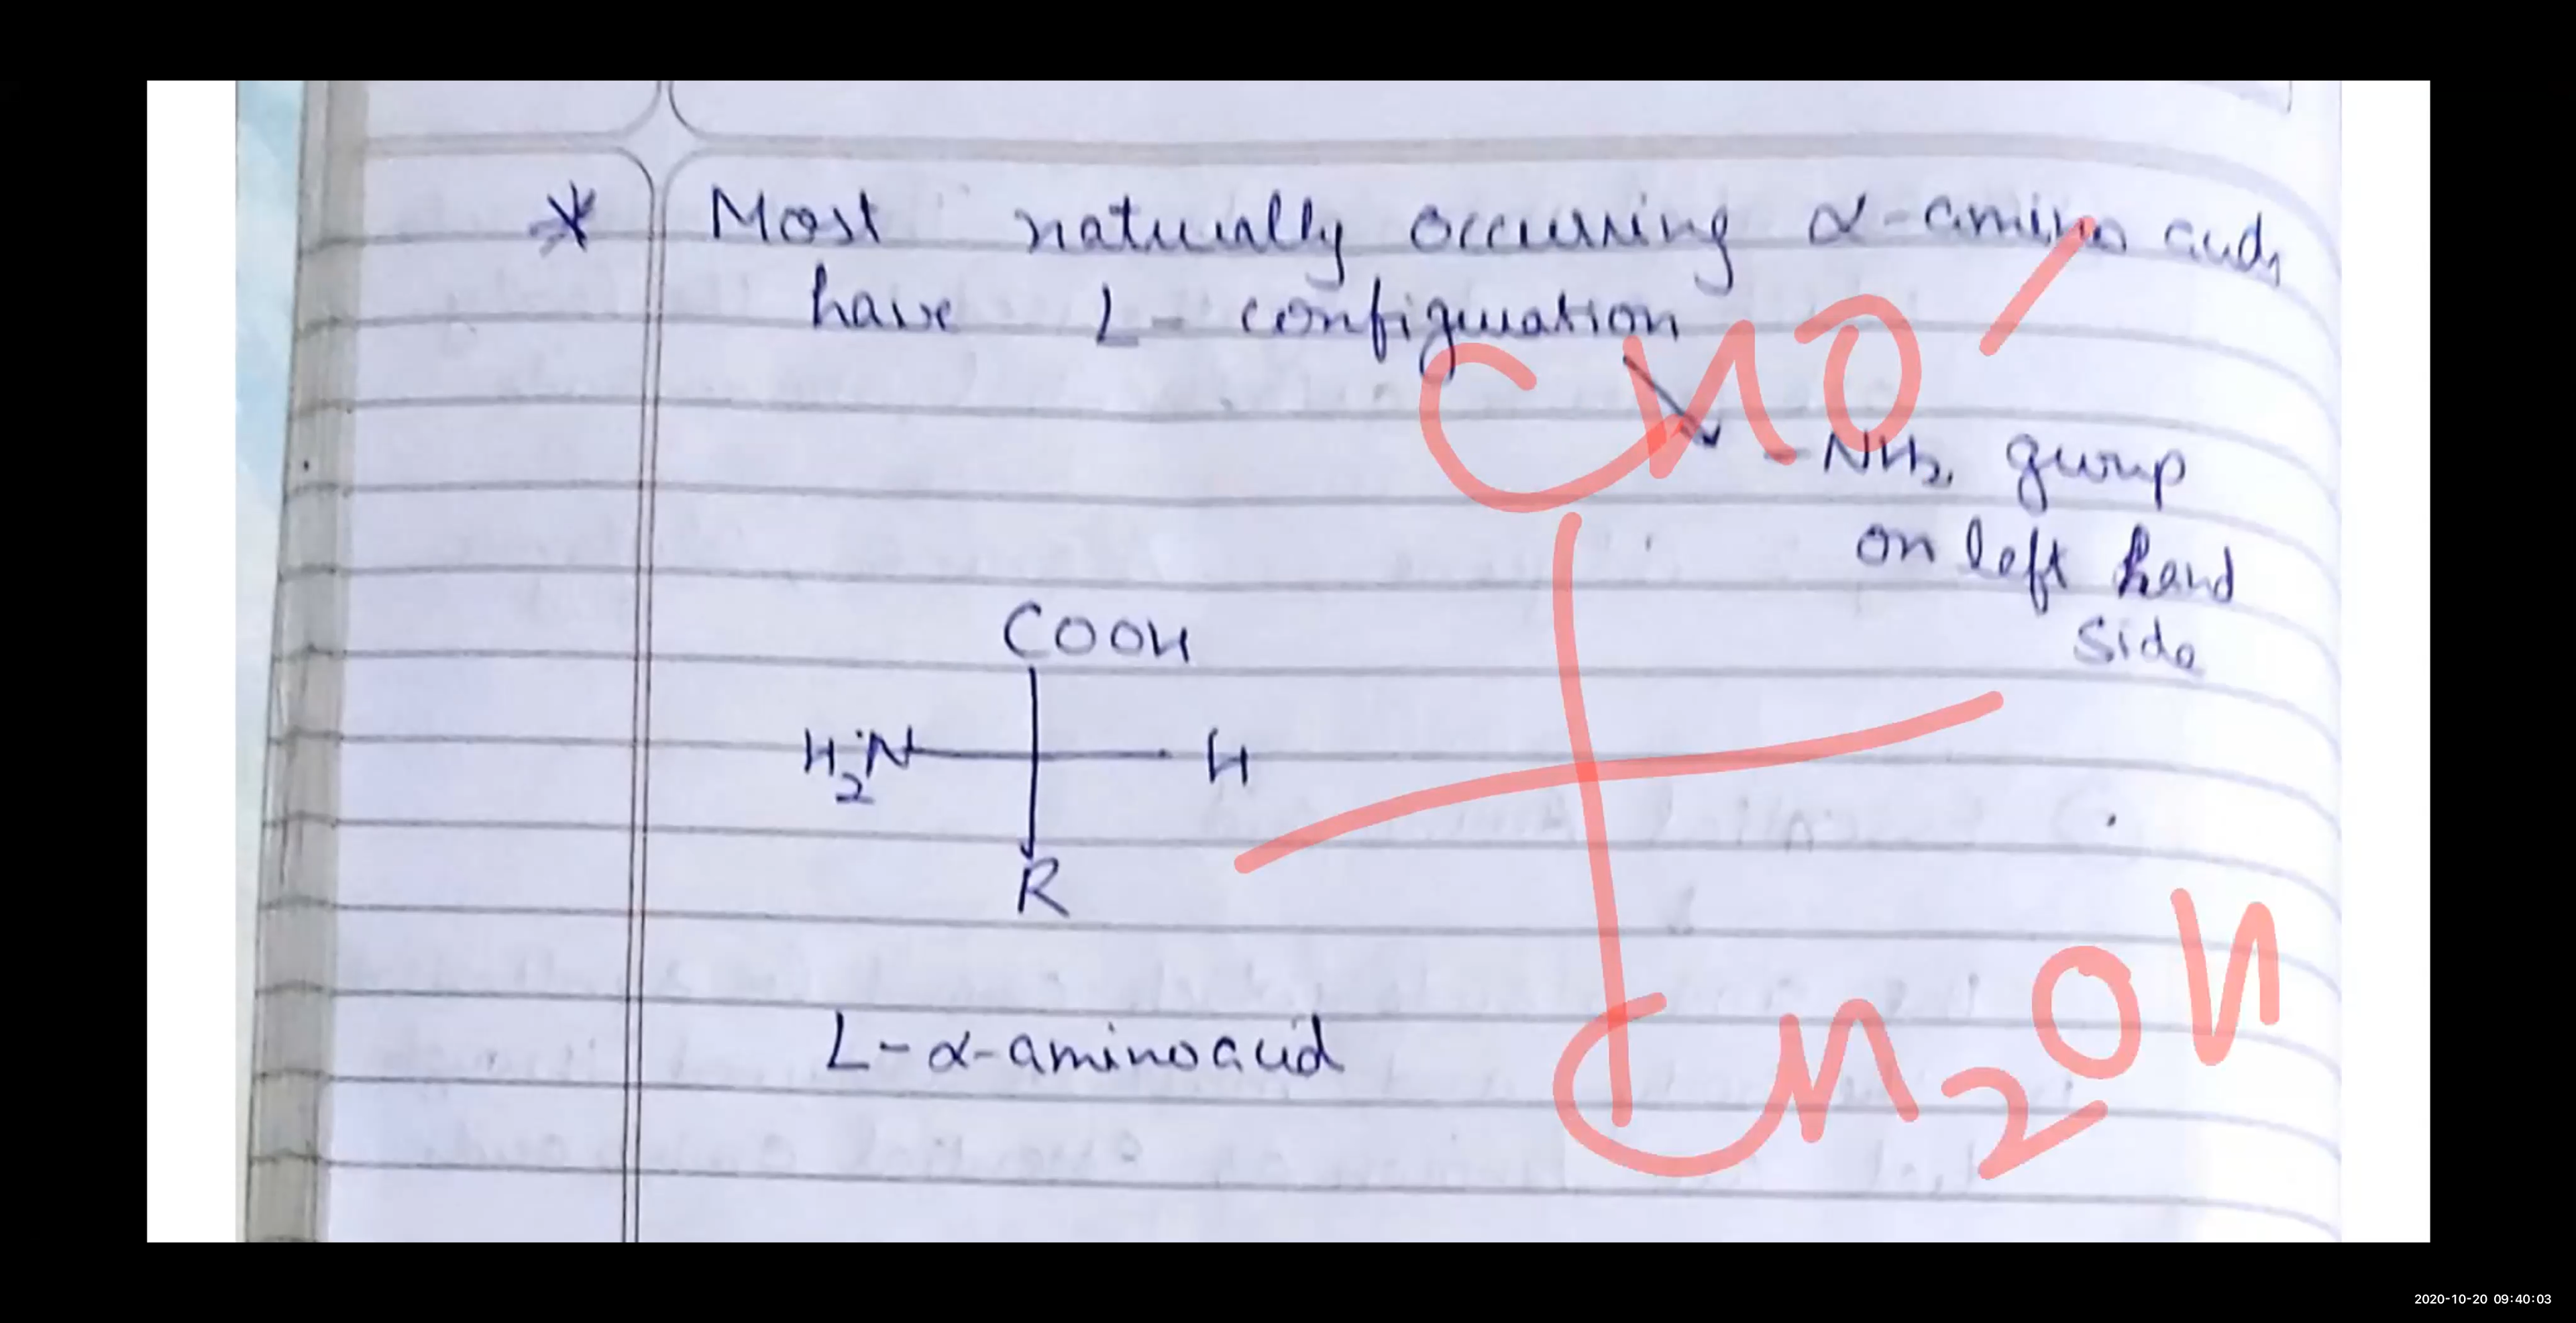 * Most naturally occurring α-amino acids
have L- configuration
CHO
-NH2 group
on left hand
side
COOH
H2N H
R
CH2OH
L-α-aminoacid
2020-10-20 09:40:03